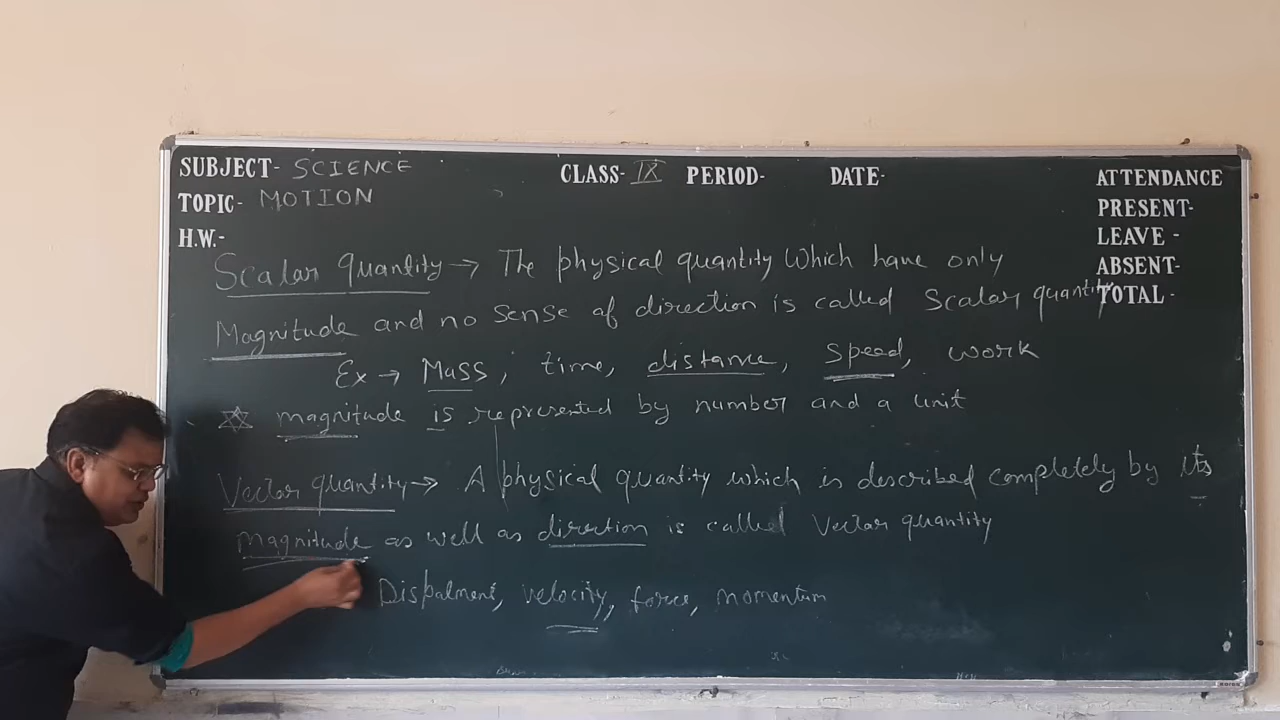 SUBJECT- SCIENCE CLASS- IX PERIOD- DATE- ATTENDANCE
TOPIC- MOTION PRESENT-
H.W.- LEAVE -
ABSENT-
TOTAL -
Scalar quantity → The physical quantity which have only
Magnitude and no sense of direction is called Scalar quantity
Ex → Mass, time, distance, speed, work
magnitude is represented by number and a unit
Vector quantity → A physical quantity which is described completely by its
magnitude as well as direction is called Vector quantity
Dispalment, velocity, force, momentum